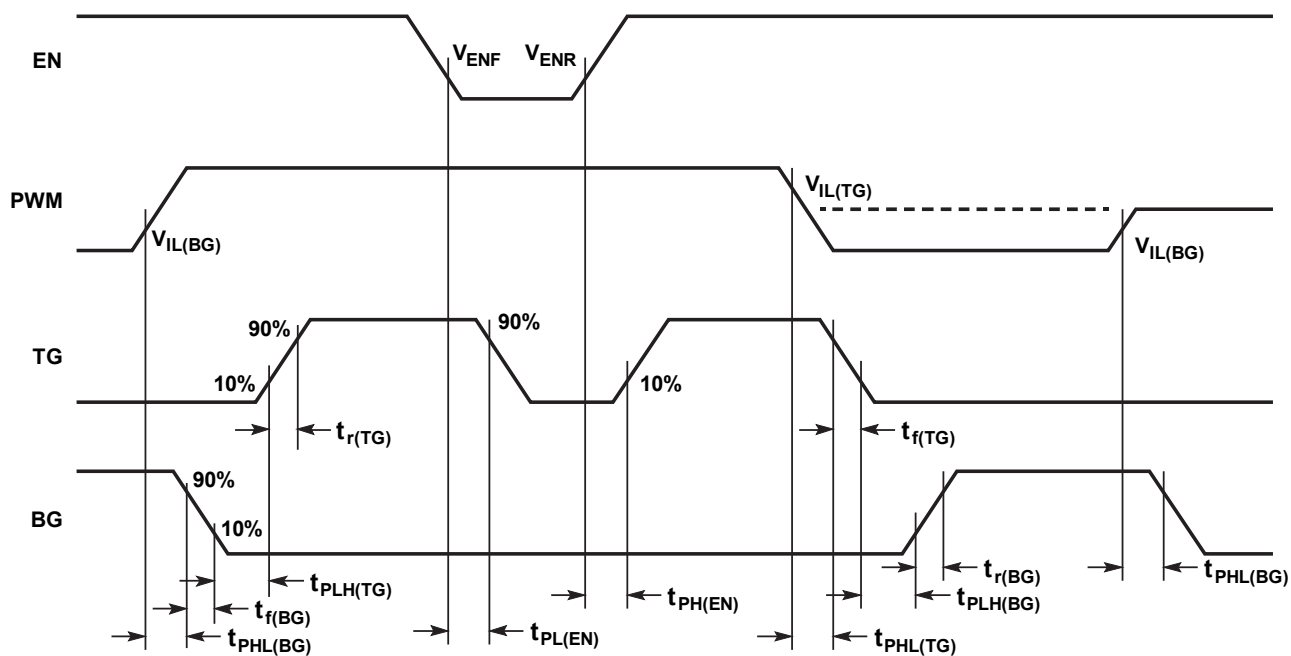 EN
V_ENF V_ENR
PWM
V_IL(BG)
V_IL(TG)
V_IL(BG)
TG
90%
10%
90%
10%
t_r(TG)
t_f(TG)
BG
90%
10%
t_PLH(TG)
t_f(BG)
t_PHL(BG)
t_PH(EN)
t_PL(EN)
t_r(BG)
t_PLH(BG)
t_PHL(TG)
t_PHL(BG)